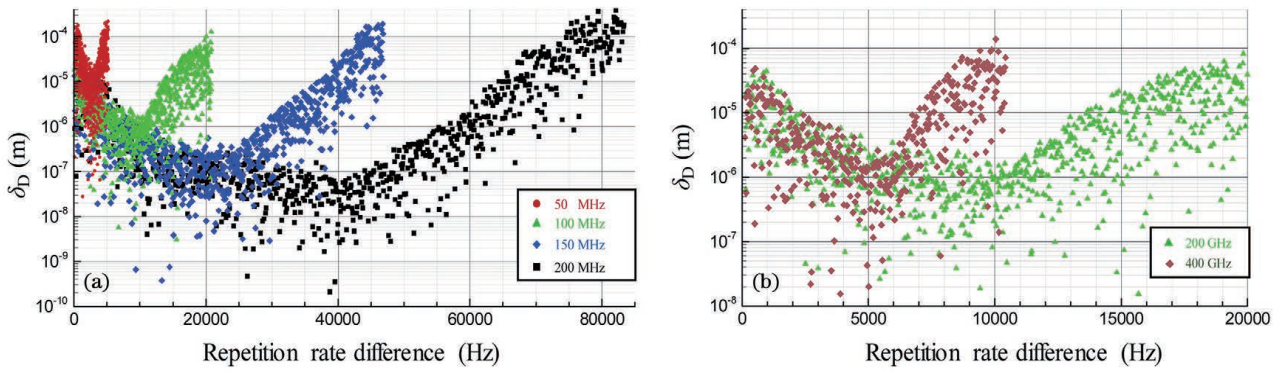 10⁻⁴
10⁻⁵
10⁻⁶
10⁻⁷
10⁻⁸
10⁻⁹
10⁻¹⁰
δD (m)
(a)
50 MHz
100 MHz
150 MHz
200 MHz
0 20000 40000 60000 80000
Repetition rate difference (Hz)
10⁻⁴
10⁻⁵
10⁻⁶
10⁻⁷
10⁻⁸
δD (m)
(b)
200 GHz
400 GHz
0 5000 10000 15000 20000
Repetition rate difference (Hz)